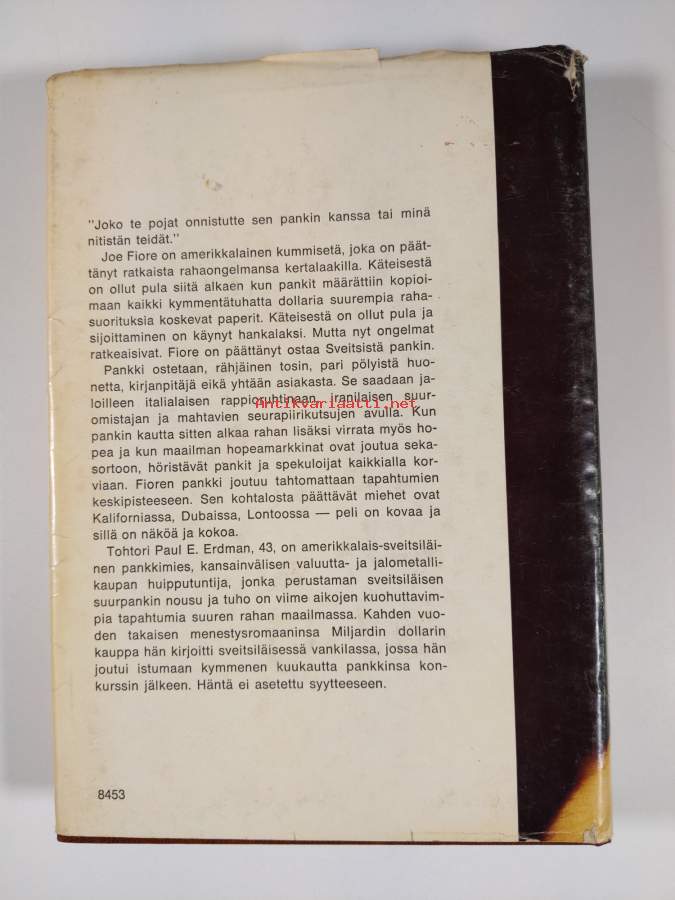 "Joko te pojat onnistutte sen pankin kanssa tai minä
nitistän teidät."
Joe Fiore on amerikkalainen kummisetä, joka on päät-
tänyt ratkaista rahaongelmansa kertalaakilla. Käteisestä
on ollut pula siitä alkaen kun pankit määrättiin kopioi-
maan kaikki kymmentätuhatta dollaria suurempia raha-
suorituksia koskevat paperit. Käteisestä on ollut pula ja
sijoittaminen on käynyt hankalaksi. Mutta nyt ongelmat
ratkeaisivat. Fiore on päättänyt ostaa Sveitsistä pankin.
Pankki ostetaan, rähjäinen tosin, pari pölyistä huo-
netta, kirjanpitäjä eikä yhtään asiakasta. Se saadaan ja-
loilleen italialaisen rappioruhtinaan, iranilaisen suur-
Antikvariaatti.net
omistajan ja mahtavien seurapiirikutsujen avulla. Kun
pankin kautta sitten alkaa rahan lisäksi virrata myös ho-
pea ja kun maailman hopeamarkkinat ovat joutua seka-
sortoon, höristävät pankit ja spekuloijat kaikkialla kor-
viaan. Fioren pankki joutuu tahtomattaan tapahtumien
keskipisteeseen. Sen kohtalosta päättävät miehet ovat
Kaliforniassa, Dubaissa, Lontoossa — peli on kovaa ja
sillä on näköä ja kokoa.
Tohtori Paul E. Erdman, 43, on amerikkalais-sveitsiläi-
nen pankkimies, kansainvälisen valuutta- ja jalometalli-
kaupan huipputuntija, jonka perustaman sveitsiläisen
suurpankin nousu ja tuho on viime aikojen kuohuttavim-
pia tapahtumia suuren rahan maailmassa. Kahden vuo-
den takaisen menestysromaaninsa Miljardin dollarin
kauppa hän kirjoitti sveitsiläisessä vankilassa, jossa hän
joutui istumaan kymmenen kuukautta pankkinsa kon-
kurssin jälkeen. Häntä ei asetettu syytteeseen.
8453